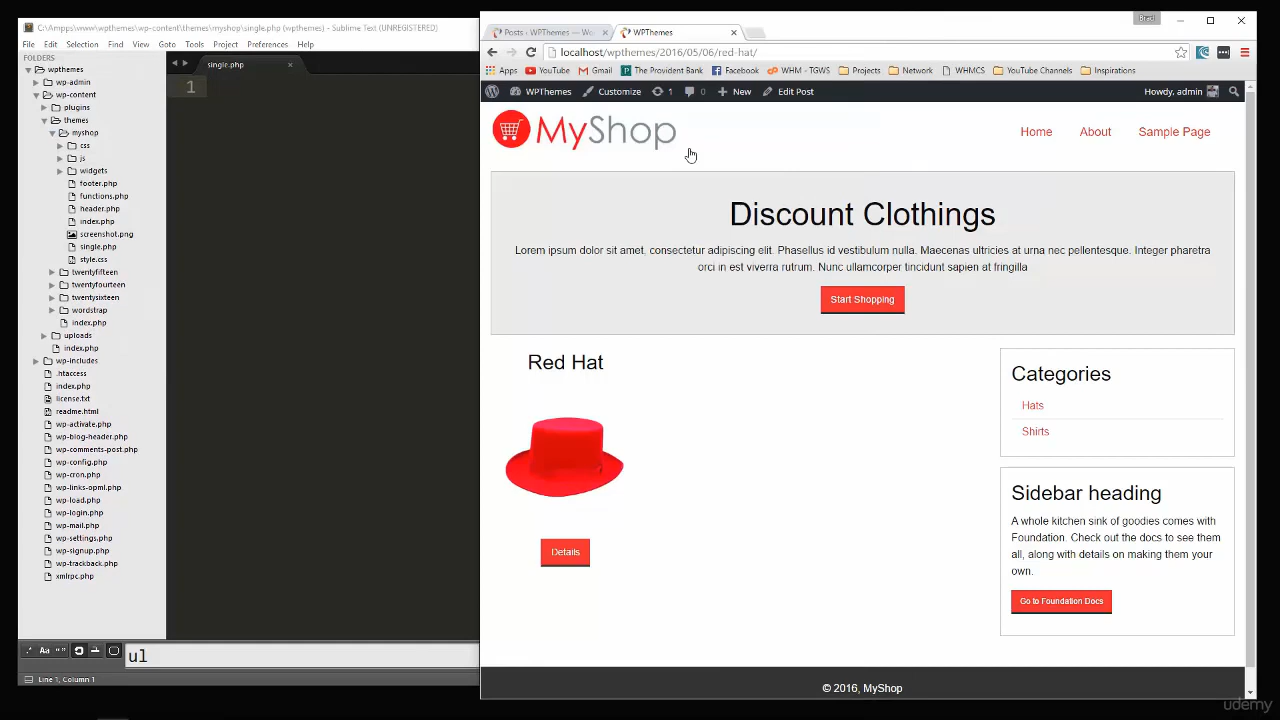 C:\Ampps\www\wpthemes\wp-content\themes\myshop\single.php (wpthemes) - Sublime Text (UNREGISTERED)
File Edit Selection Find View Goto Tools Project Preferences Help
FOLDERS
wpthemes
wp-admin
wp-content
plugins
themes
myshop
css
js
widgets
footer.php
functions.php
header.php
index.php
screenshot.png
single.php
style.css
twentyfifteen
twentyfourteen
twentysixteen
wordstrap
index.php
uploads
index.php
wp-includes
.htaccess
index.php
license.txt
readme.html
wp-activate.php
wp-blog-header.php
wp-comments-post.php
wp-config.php
wp-cron.php
wp-links-opml.php
wp-load.php
wp-login.php
wp-mail.php
wp-settings.php
wp-signup.php
wp-trackback.php
xmlrpc.php
single.php
1
.* Aa “”
ul
Line 1, Column 1
Brad
Posts ‹ WPThemes — Wo
WPThemes
localhost/wpthemes/2016/05/06/red-hat/
Apps YouTube Gmail The Provident Bank Facebook WHM - TGWS Projects Network WHMCS YouTube Channels Inspirations
WPThemes Customize 1 0 New Edit Post Howdy, admin
MyShop
Home About Sample Page
Discount Clothings
Lorem ipsum dolor sit amet, consectetur adipiscing elit. Phasellus id vestibulum nulla. Maecenas ultricies at urna nec pellentesque. Integer pharetra
orci in est viverra rutrum. Nunc ullamcorper tincidunt sapien at fringilla
Start Shopping
Red Hat
Details
Categories
Hats
Shirts
Sidebar heading
A whole kitchen sink of goodies comes with
Foundation. Check out the docs to see them
all, along with details on making them your
own.
Go to Foundation Docs
© 2016, MyShop
udemy